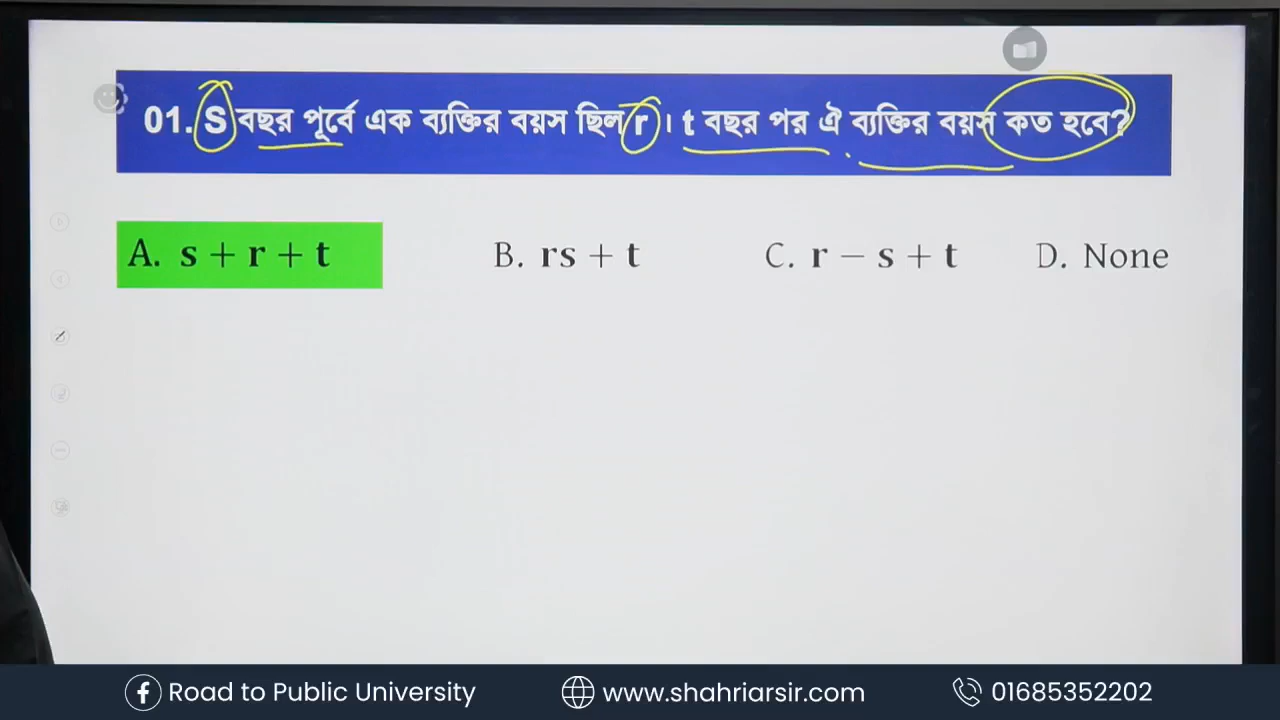 01. S বছর পূর্বে এক ব্যক্তির বয়স ছিল r । t বছর পর ঐ ব্যক্তির বয়স কত হবে?
A. s + r + t B. rs + t C. r − s + t D. None
Road to Public University www.shahriarsir.com 01685352202